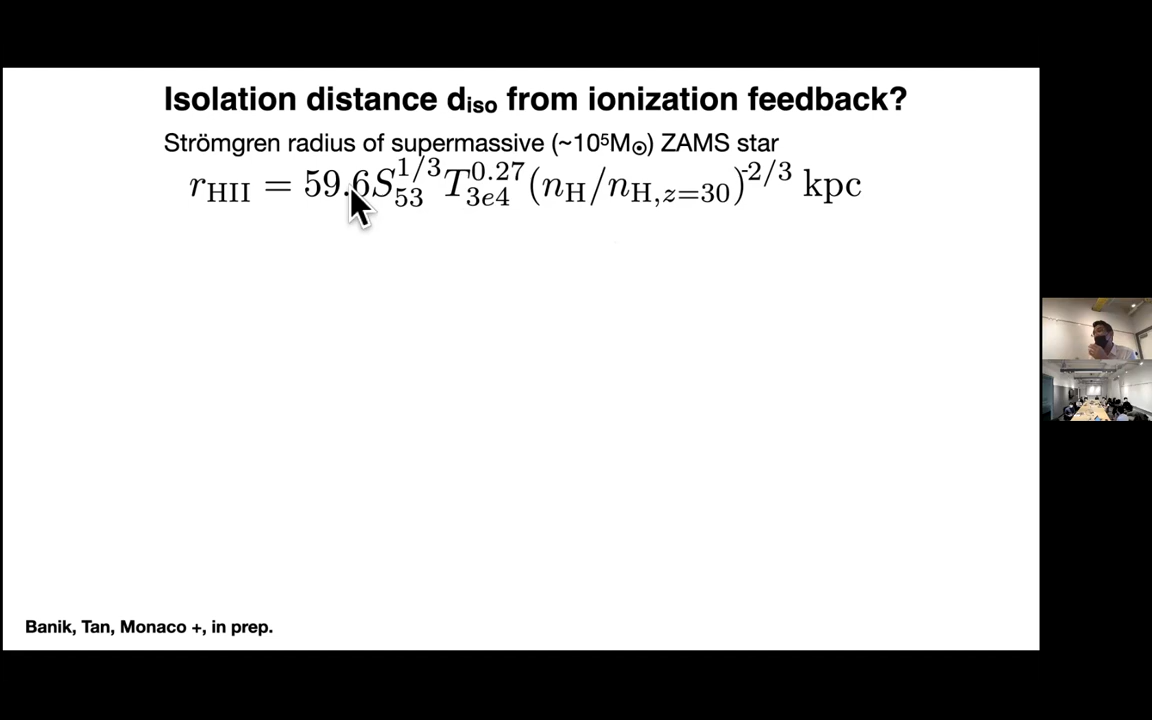 Isolation distance d_iso from ionization feedback?
Strömgren radius of supermassive (~10⁵M⊙) ZAMS star
r_HII = 59.6 S_53^{1/3} T_{3e4}^{0.27} (n_H/n_{H,z=30})^{-2/3} kpc
Banik, Tan, Monaco +, in prep.